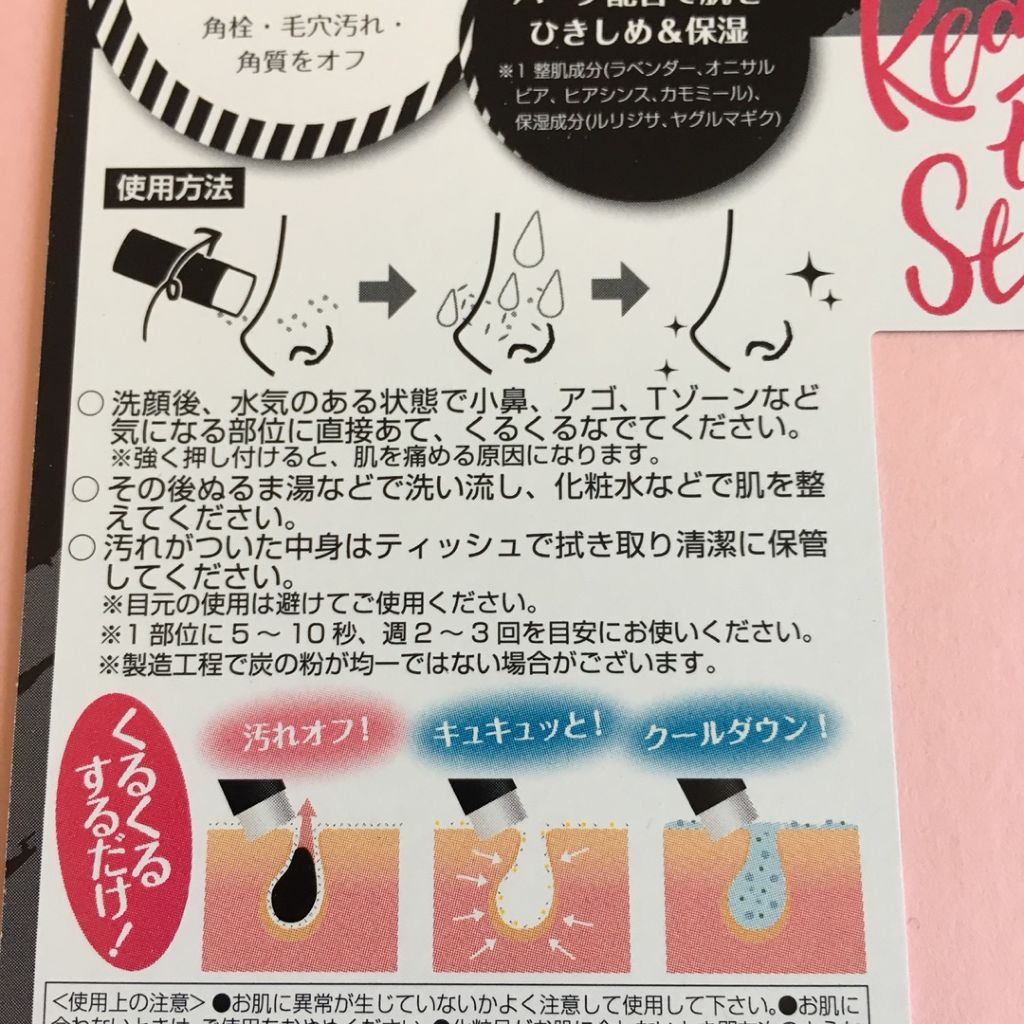 角栓・毛穴汚れ・
角質をオフ
ひきしめ＆保湿
※1 整肌成分(ラベンダー、オニサル
ビア、ヒアシンス、カモミール)、
保湿成分(ルリジサ、ヤグルマギク)
使用方法
○ 洗顔後、水気のある状態で小鼻、アゴ、Tゾーンなど
気になる部位に直接あて、くるくるなでてください。
※強く押し付けると、肌を痛める原因になります。
○ その後ぬるま湯などで洗い流し、化粧水などで肌を整
えてください。
○ 汚れがついた中身はティッシュで拭き取り清潔に保管
してください。
※目元の使用は避けてご使用ください。
※1部位に5～10秒、週2～3回を目安にお使いください。
※製造工程で炭の粉が均一ではない場合がございます。
くるくる
するだけ！
汚れオフ！
キュキュッと！
クールダウン！
＜使用上の注意＞●お肌に異常が生じていないかよく注意して使用して下さい。●お肌に